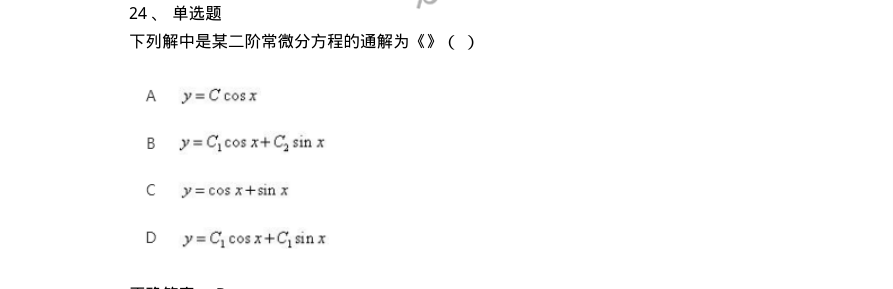 24 、 单选题
下列解中是某二阶常微分方程的通解为《》 ( )
A y = C cos x
B y = C₁ cos x + C₂ sin x
C y = cos x + sin x
D y = C₁ cos x + C₁ sin x